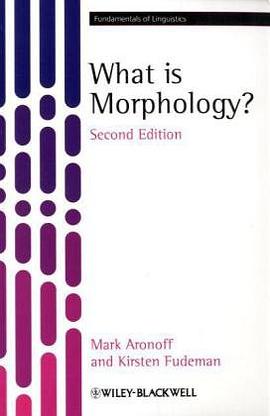 Fundamentals of Linguistics
What is
Morphology?
Second Edition
Mark Aronoff
and Kirsten Fudeman
WILEY-BLACKWELL